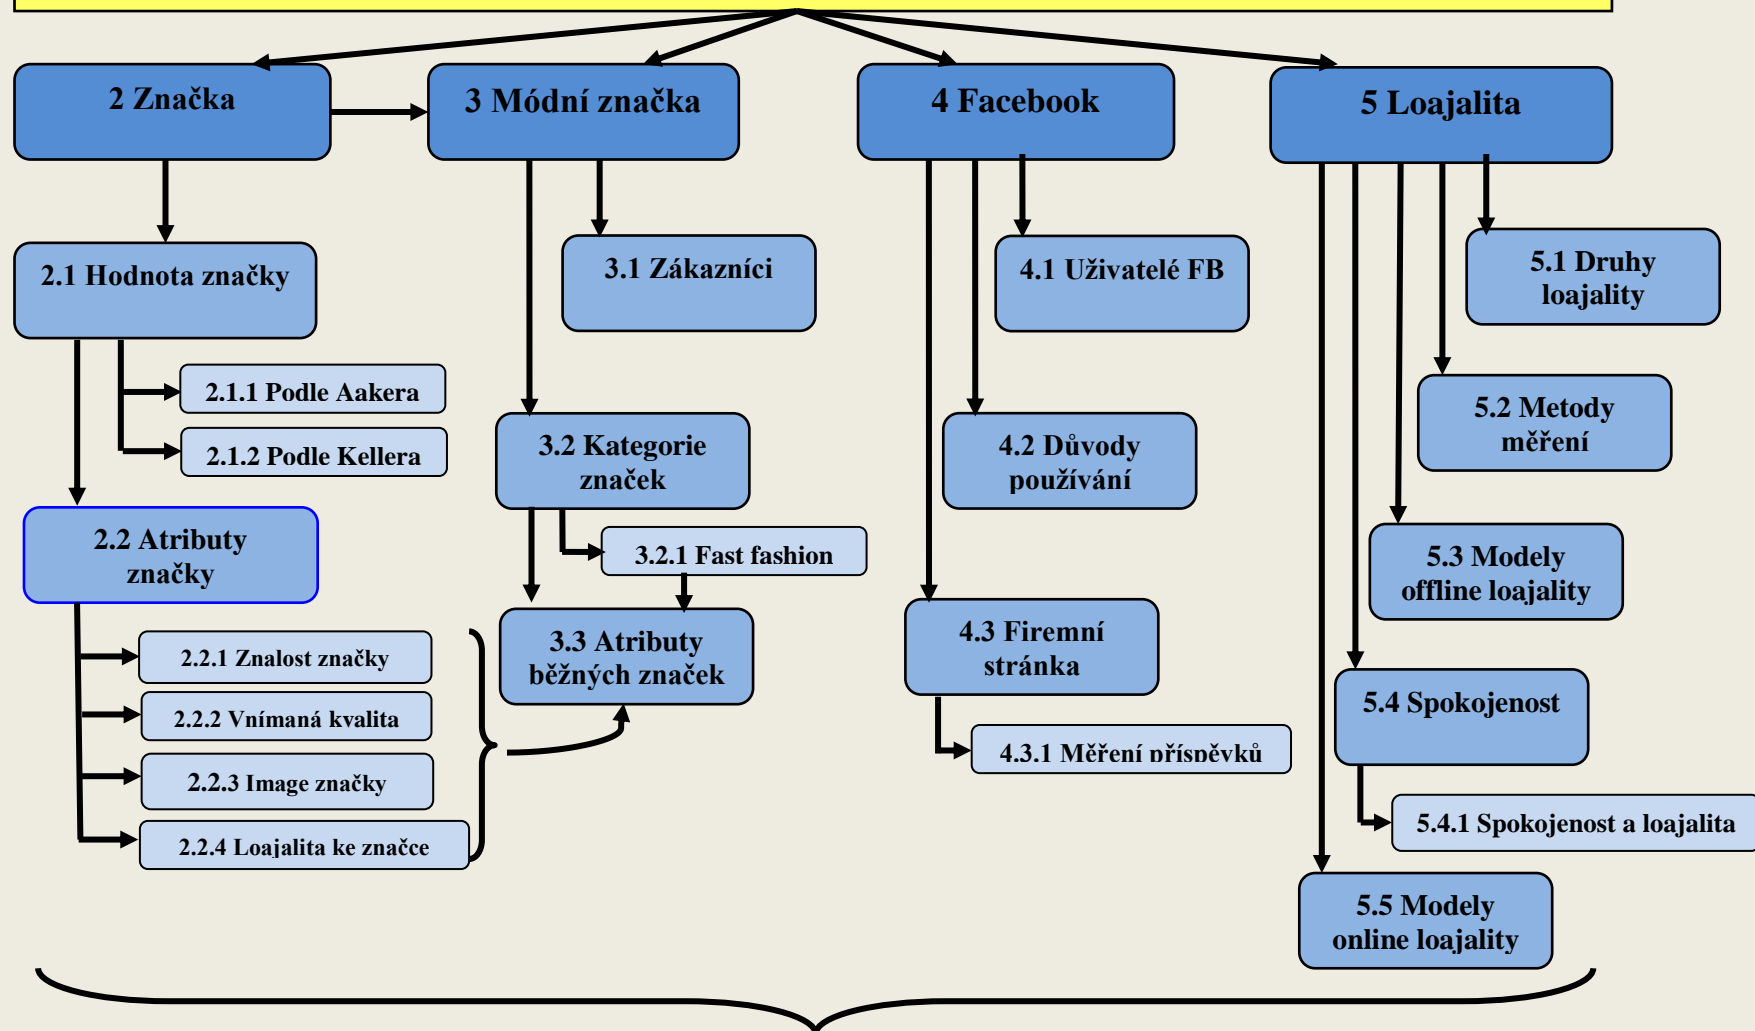 2 Značka
3 Módní značka
4 Facebook
5 Loajalita
2.1 Hodnota značky
2.1.1 Podle Aakera
2.1.2 Podle Kellera
2.2 Atributy
značky
2.2.1 Znalost značky
2.2.2 Vnímaná kvalita
2.2.3 Image značky
2.2.4 Loajalita ke značce
3.1 Zákazníci
3.2 Kategorie
značek
3.2.1 Fast fashion
3.3 Atributy
běžných značek
4.1 Uživatelé FB
4.2 Důvody
používání
4.3 Firemní
stránka
4.3.1 Měření příspěvků
5.1 Druhy
loajality
5.2 Metody
měření
5.3 Modely
offline loajality
5.4 Spokojenost
5.4.1 Spokojenost a loajalita
5.5 Modely
online loajality